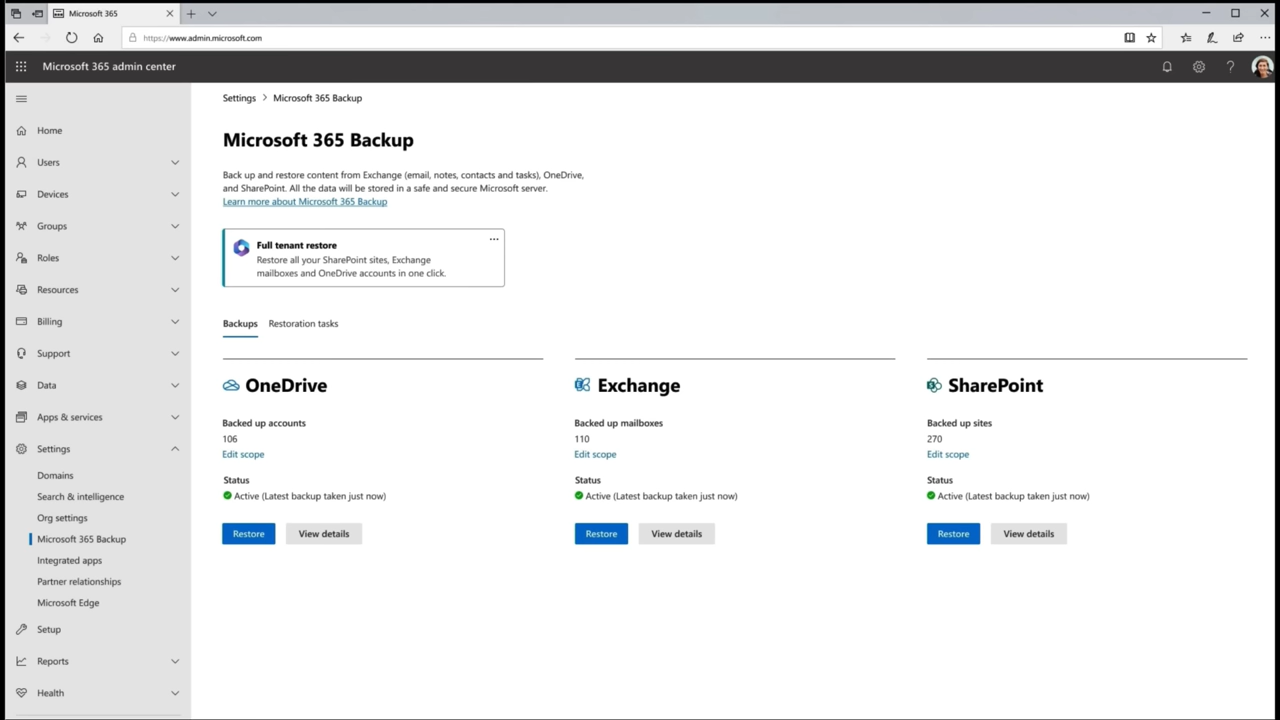 Microsoft 365
https://www.admin.microsoft.com
Microsoft 365 admin center
Home
Users
Devices
Groups
Roles
Resources
Billing
Support
Data
Apps & services
Settings
Domains
Search & intelligence
Org settings
Microsoft 365 Backup
Integrated apps
Partner relationships
Microsoft Edge
Setup
Reports
Health
Settings > Microsoft 365 Backup
Microsoft 365 Backup
Back up and restore content from Exchange (email, notes, contacts and tasks), OneDrive,
and SharePoint. All the data will be stored in a safe and secure Microsoft server.
Learn more about Microsoft 365 Backup
Full tenant restore
Restore all your SharePoint sites, Exchange
mailboxes and OneDrive accounts in one click.
Backups Restoration tasks
OneDrive
Backed up accounts
106
Edit scope
Status
Active (Latest backup taken just now)
Restore View details
Exchange
Backed up mailboxes
110
Edit scope
Status
Active (Latest backup taken just now)
Restore View details
SharePoint
Backed up sites
270
Edit scope
Status
Active (Latest backup taken just now)
Restore View details